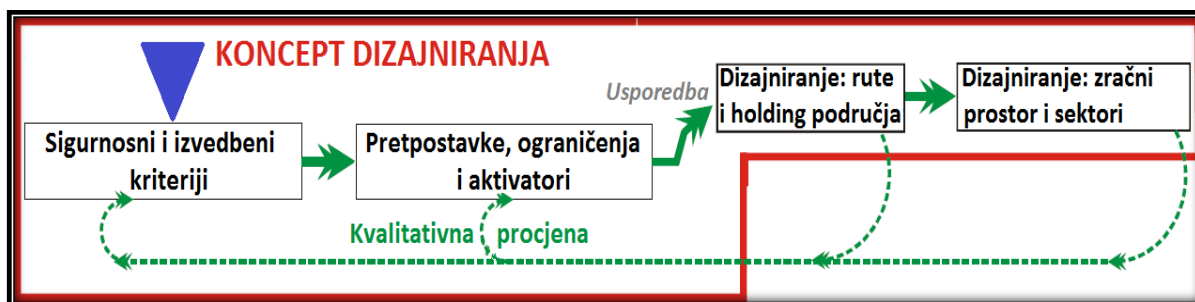 KONCEPT DIZAJNIRANJA
Sigurnosni i izvedbeni
kriteriji
Pretpostavke, ograničenja
i aktivatori
Usporedba
Dizajniranje: rute
i holding područja
Dizajniranje: zračni
prostor i sektori
Kvalitativna procjena